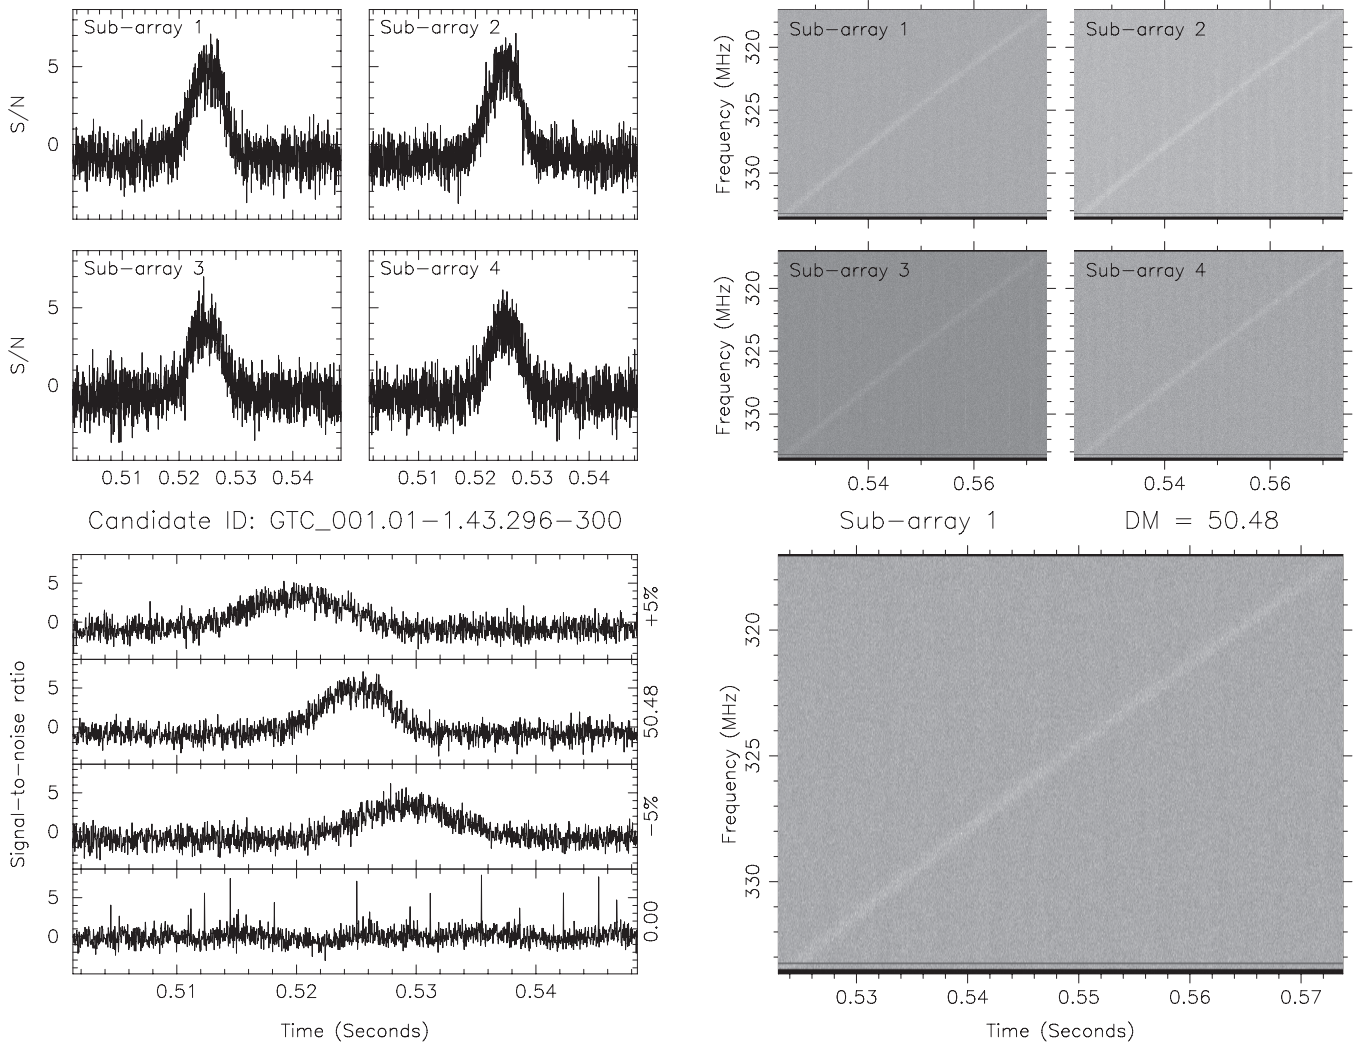 Sub-array 1
Sub-array 2
S/N
5
0
Sub-array 3
Sub-array 4
S/N
5
0
0.51 0.52 0.53 0.54
0.51 0.52 0.53 0.54
Sub-array 1
Sub-array 2
Frequency (MHz)
320
325
330
Sub-array 3
Sub-array 4
Frequency (MHz)
320
325
330
0.54 0.56
0.54 0.56
Candidate ID: GTC_001.01-1.43.296-300
Sub-array 1
DM = 50.48
Signal-to-noise ratio
5
0
+5%
5
0
50.48
5
0
-5%
5
0
0.00
0.51 0.52 0.53 0.54
Time (Seconds)
Frequency (MHz)
320
325
330
0.53 0.54 0.55 0.56 0.57
Time (Seconds)